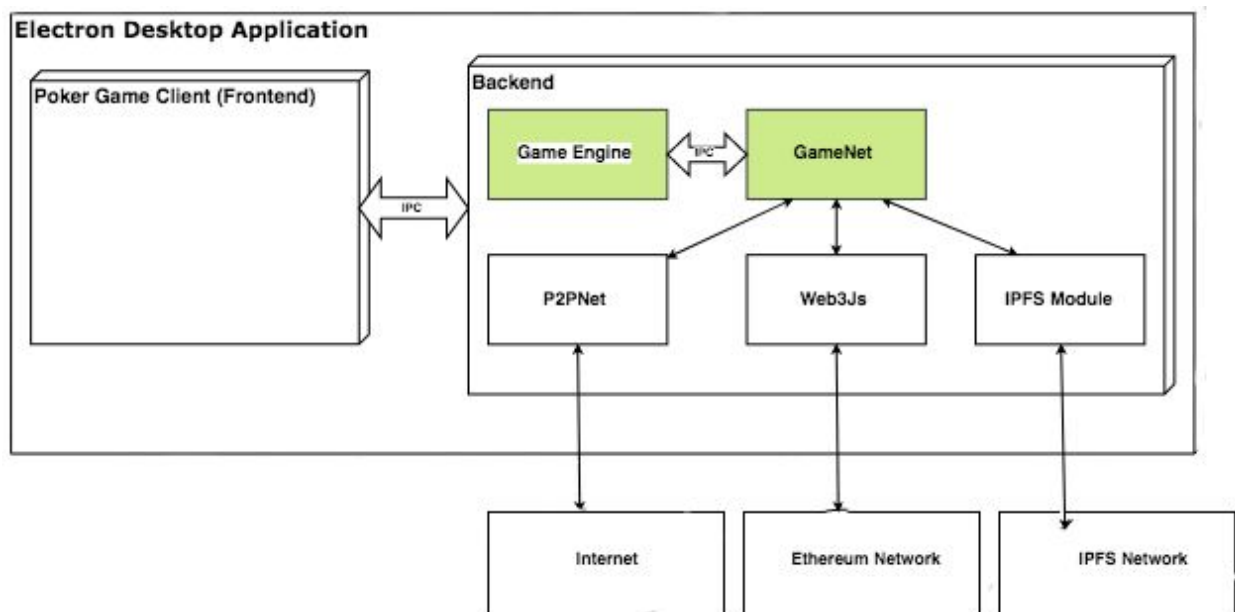 Electron Desktop Application
Poker Game Client (Frontend)
Backend
Game Engine
IPC
GameNet
IPC
P2PNet
Web3Js
IPFS Module
Internet
Ethereum Network
IPFS Network